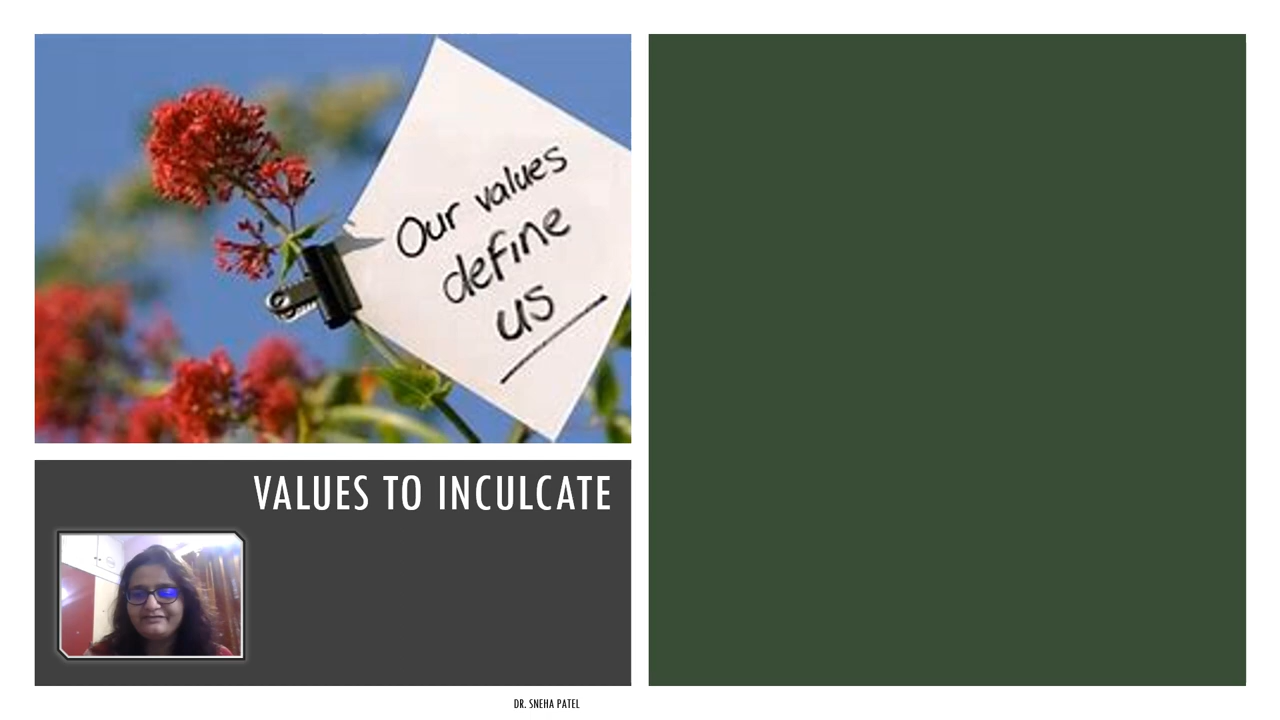 Our values
define
us
VALUES TO INCULCATE
DR. SNEHA PATEL